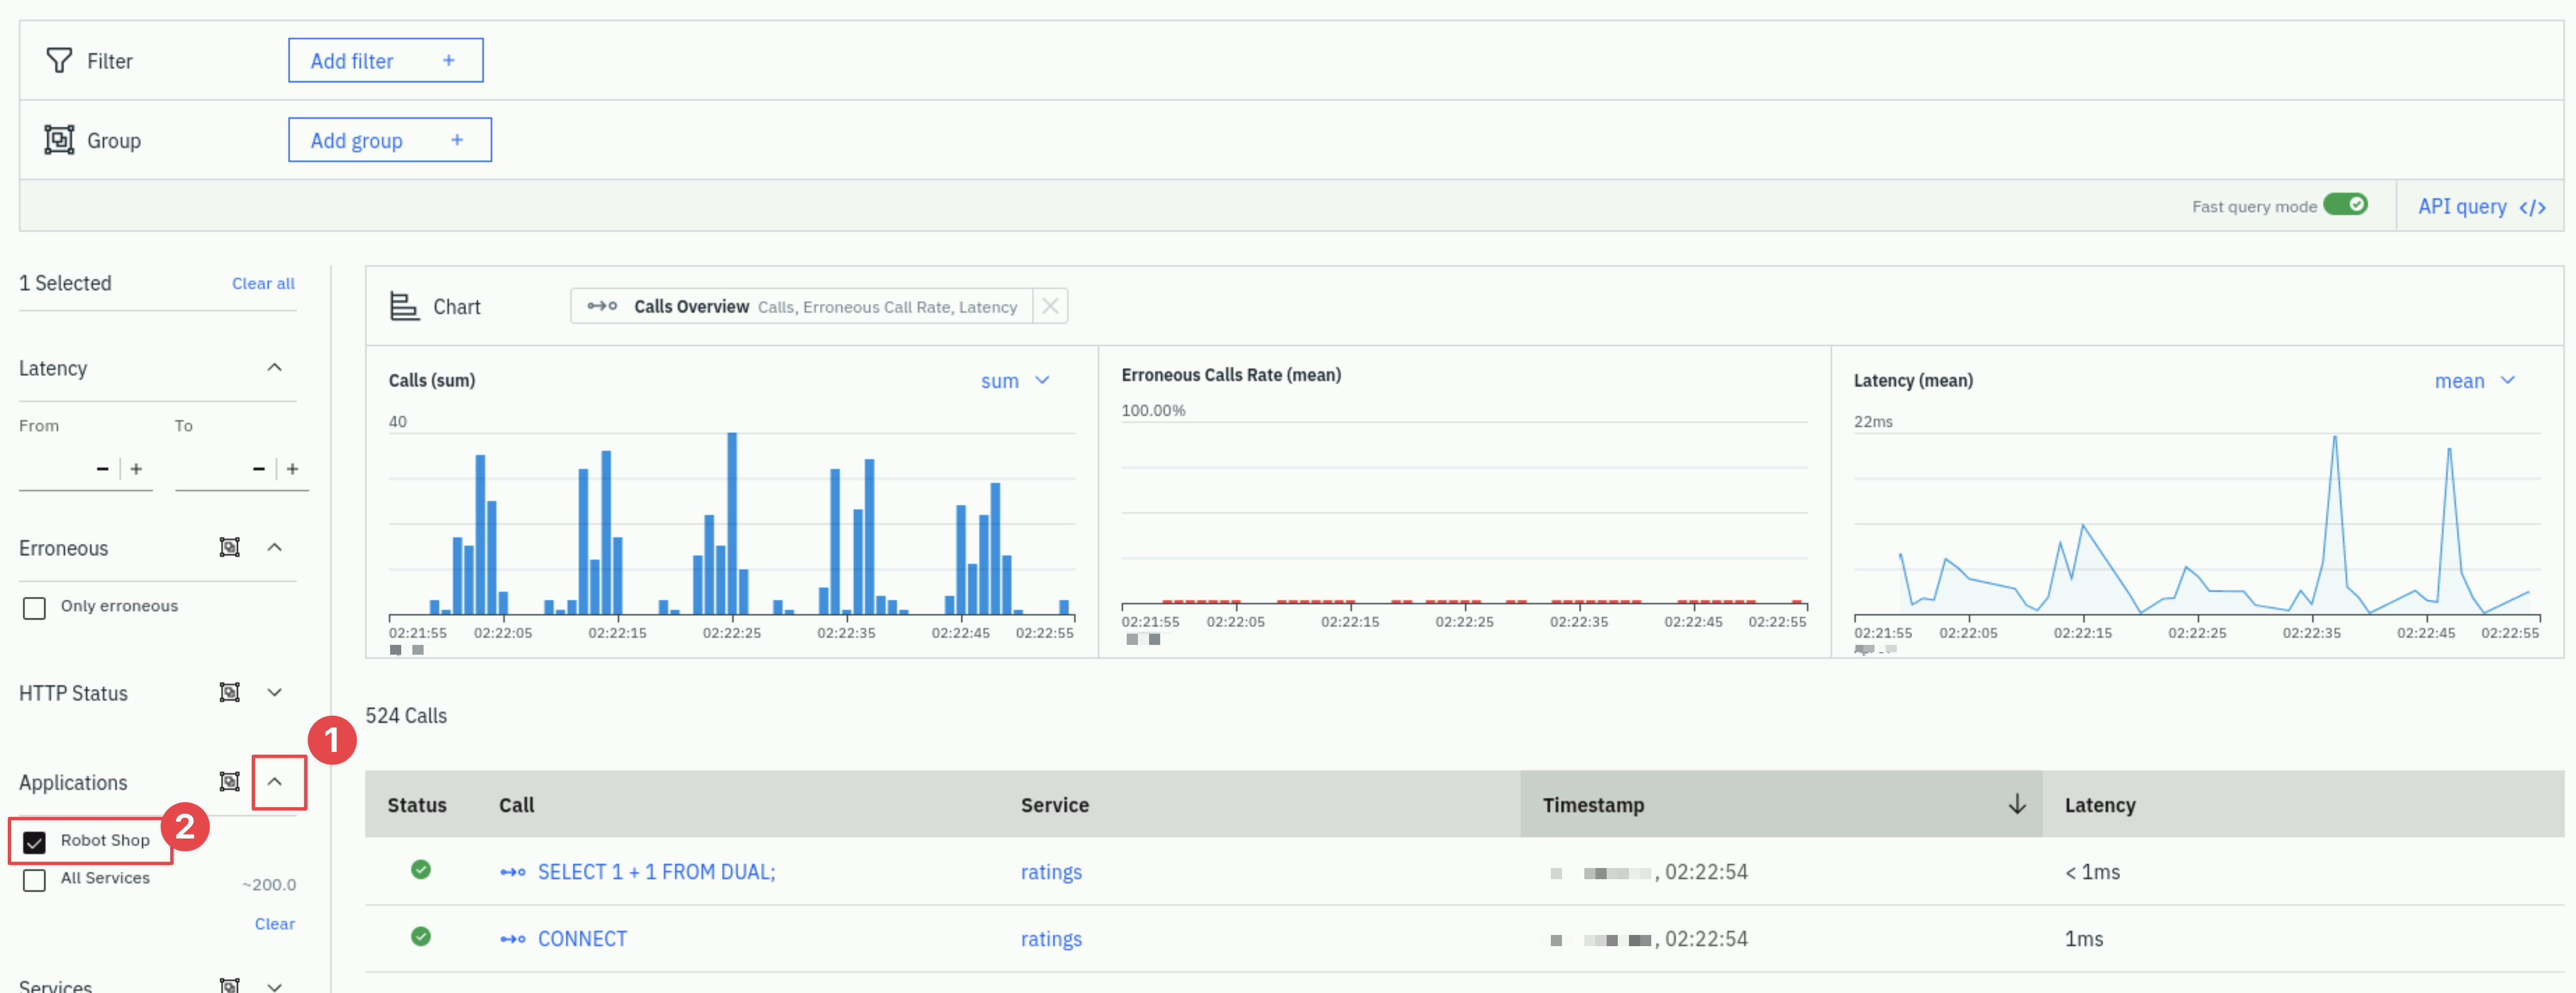 Filter Add filter +
Group Add group +
Fast query mode API query </>
1 Selected Clear all
Latency
From To
− + − +
Erroneous
Only erroneous
HTTP Status
1
Applications
Robot Shop
2
All Services ~200.0
Clear
Services
Chart Calls Overview Calls, Erroneous Call Rate, Latency
Calls (sum) sum
40
02:21:55 02:22:05 02:22:15 02:22:25 02:22:35 02:22:45 02:22:55
Erroneous Calls Rate (mean)
100.00%
02:21:55 02:22:05 02:22:15 02:22:25 02:22:35 02:22:45 02:22:55
Latency (mean) mean
22ms
02:21:55 02:22:05 02:22:15 02:22:25 02:22:35 02:22:45 02:22:55
524 Calls
Status Call Service Timestamp Latency
SELECT 1 + 1 FROM DUAL; ratings , 02:22:54 < 1ms
CONNECT ratings , 02:22:54 1ms